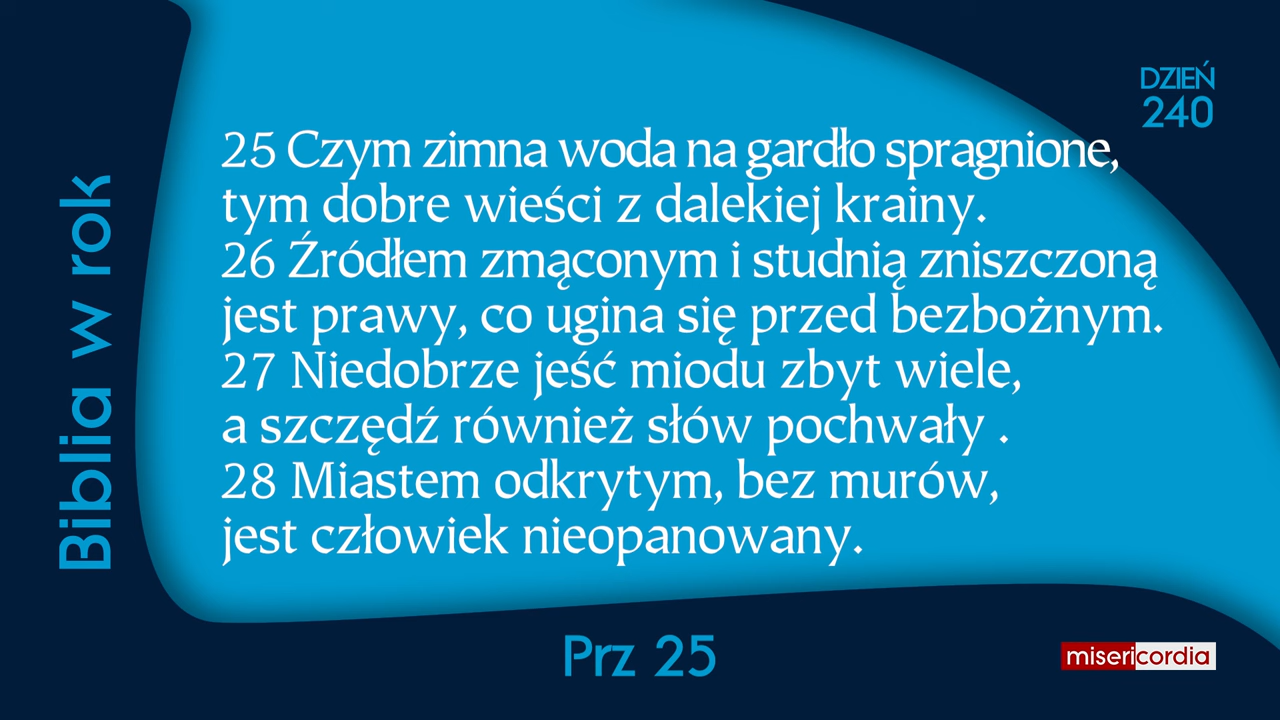 DZIEŃ
240
25 Czym zimna woda na gardło spragnione,
tym dobre wieści z dalekiej krainy.
26 Źródłem zmąconym i studnią zniszczoną
jest prawy, co ugina się przed bezbożnym.
27 Niedobrze jeść miodu zbyt wiele,
a szczędź również słów pochwały .
28 Miastem odkrytym, bez murów,
jest człowiek nieopanowany.
Biblia w rok
Prz 25
misericordia